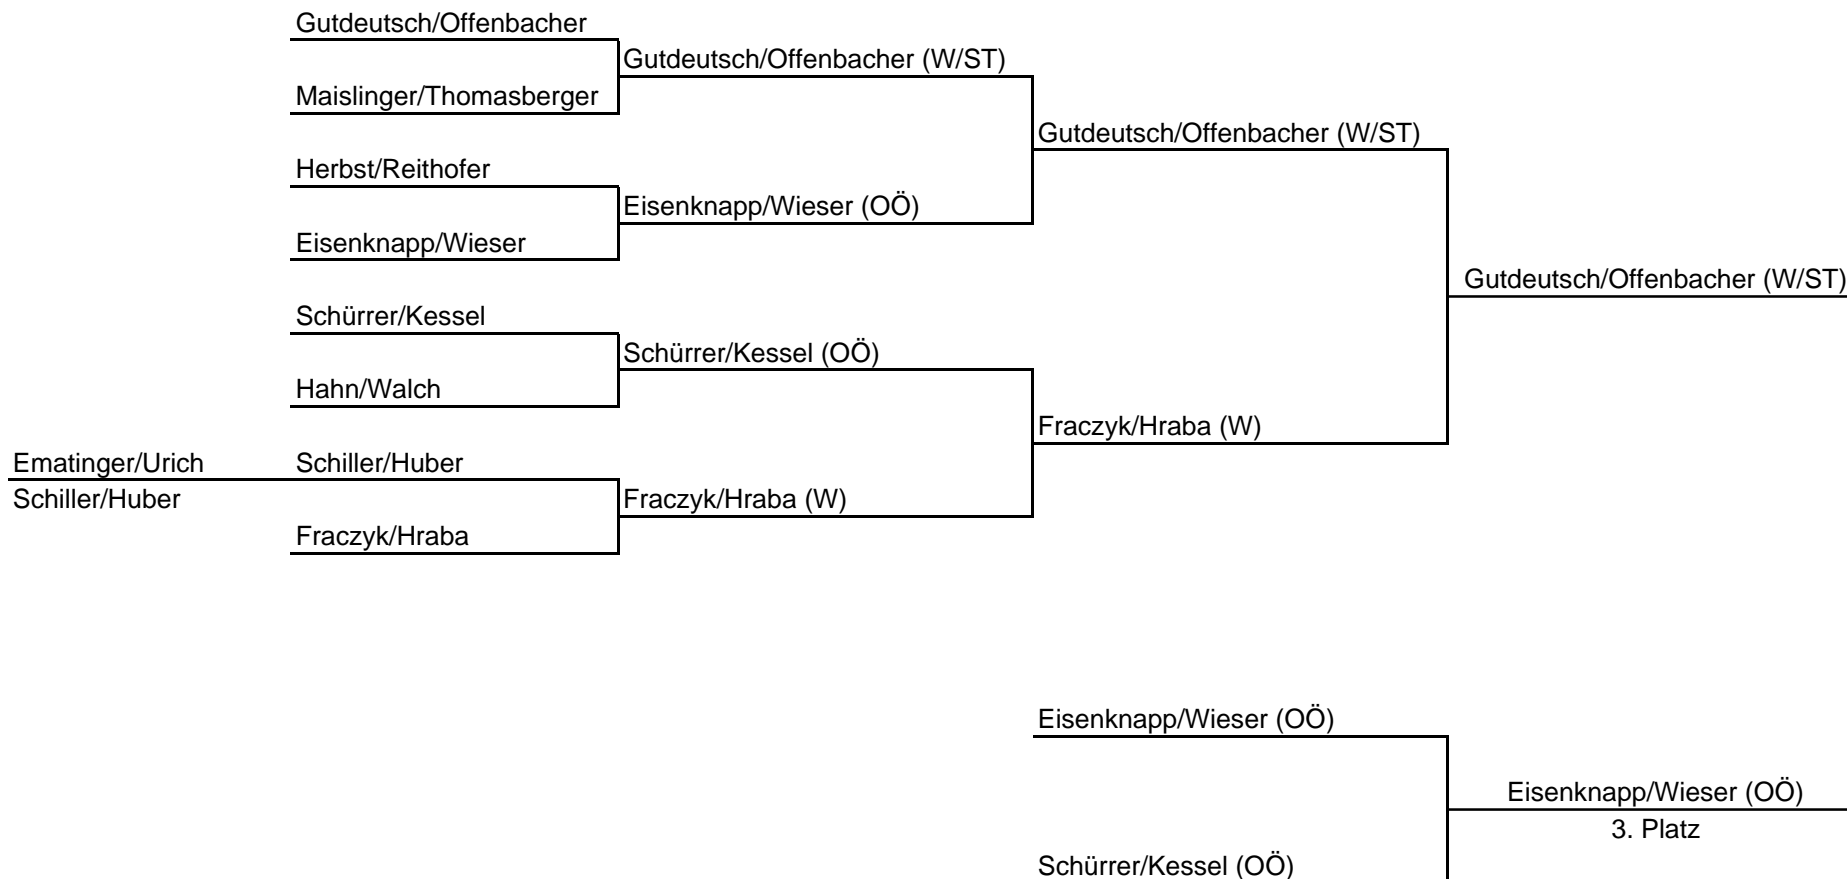 Gutdeutsch/Offenbacher
Gutdeutsch/Offenbacher (W/ST)
Maislinger/Thomasberger
Gutdeutsch/Offenbacher (W/ST)
Herbst/Reithofer
Eisenknapp/Wieser (OÖ)
Eisenknapp/Wieser
Gutdeutsch/Offenbacher (W/ST)
Schürrer/Kessel
Schürrer/Kessel (OÖ)
Hahn/Walch
Fraczyk/Hraba (W)
Ematinger/Urich
Schiller/Huber
Schiller/Huber
Fraczyk/Hraba (W)
Fraczyk/Hraba
Eisenknapp/Wieser (OÖ)
Eisenknapp/Wieser (OÖ)
3. Platz
Schürrer/Kessel (OÖ)